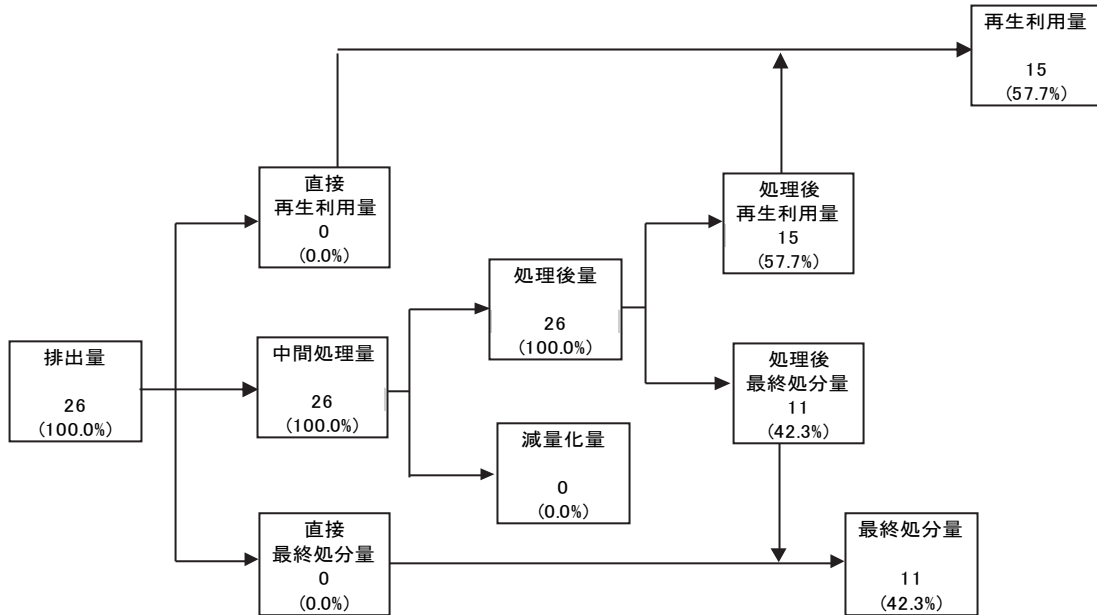 再生利用量
15
(57.7%)
直接
再生利用量
0
(0.0%)
処理後
再生利用量
15
(57.7%)
処理後量
26
(100.0%)
排出量
26
(100.0%)
中間処理量
26
(100.0%)
処理後
最終処分量
11
(42.3%)
減量化量
0
(0.0%)
直接
最終処分量
0
(0.0%)
最終処分量
11
(42.3%)